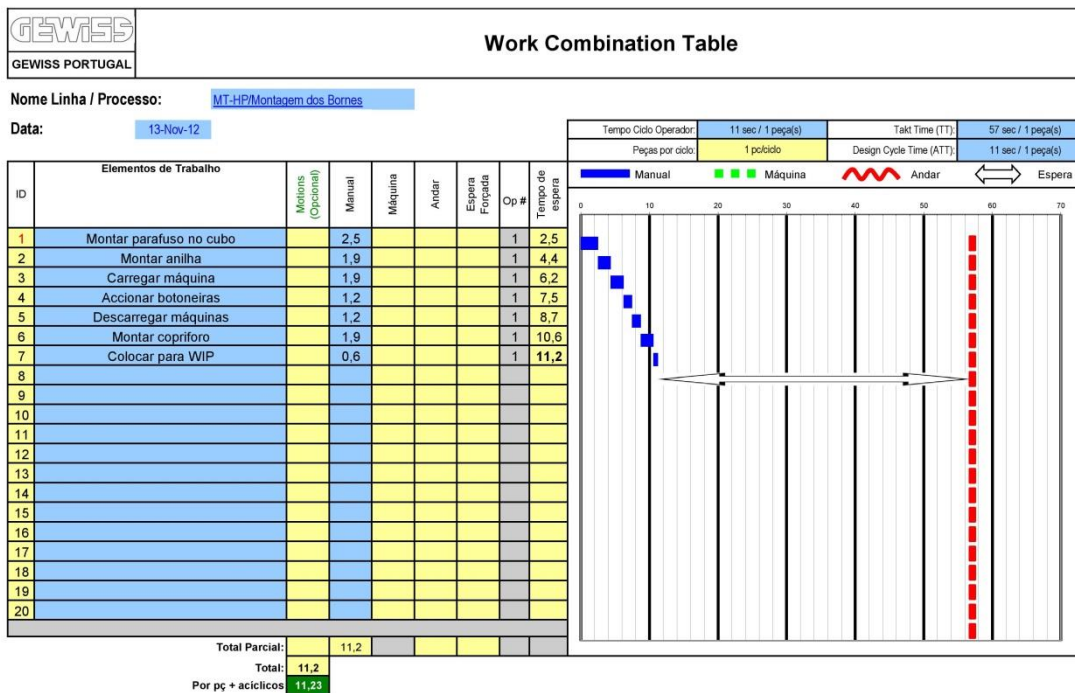 GEWISS
GEWISS PORTUGAL
Work Combination Table
Nome Linha / Processo: MT-HP/Montagem dos Bornes
Data: 13-Nov-12
Tempo Ciclo Operador: 11 sec / 1 peça(s) Takt Time (TT): 57 sec / 1 peça(s)
Peças por ciclo: 1 pc/ciclo Design Cycle Time (ATT): 11 sec / 1 peça(s)
ID Elementos de Trabalho Motions (Opcional) Manual Máquina Andar Espera Forçada Op # Tempo de espera
Manual Máquina Andar Espera
0 10 20 30 40 50 60 70
1 Montar parafuso no cubo 2,5 1 2,5
2 Montar anilha 1,9 1 4,4
3 Carregar máquina 1,9 1 6,2
4 Accionar botoneiras 1,2 1 7,5
5 Descarregar máquinas 1,2 1 8,7
6 Montar copriforo 1,9 1 10,6
7 Colocar para WIP 0,6 1 11,2
8
9
10
11
12
13
14
15
16
17
18
19
20
Total Parcial: 11,2
Total: 11,2
Por pç + acíclicos 11,23